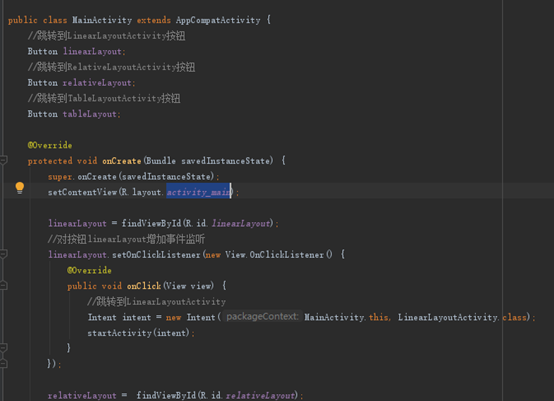 public class MainActivity extends AppCompatActivity {
//跳转到LinearLayoutActivity按钮
Button linearLayout;
//跳转到RelativeLayoutActivity按钮
Button relativeLayout;
//跳转到TableLayoutActivity按钮
Button tableLayout;
@Override
protected void onCreate(Bundle savedInstanceState) {
super.onCreate(savedInstanceState);
setContentView(R.layout.activity_main);
linearLayout = findViewById(R.id.linearLayout);
//对按钮linearLayout增加事件监听
linearLayout.setOnClickListener(new View.OnClickListener() {
@Override
public void onClick(View view) {
//跳转到LinearLayoutActivity
Intent intent = new Intent( packageContext: MainActivity.this, LinearLayoutActivity.class);
startActivity(intent);
}
});
relativeLayout = findViewById(R.id.relativeLayout);